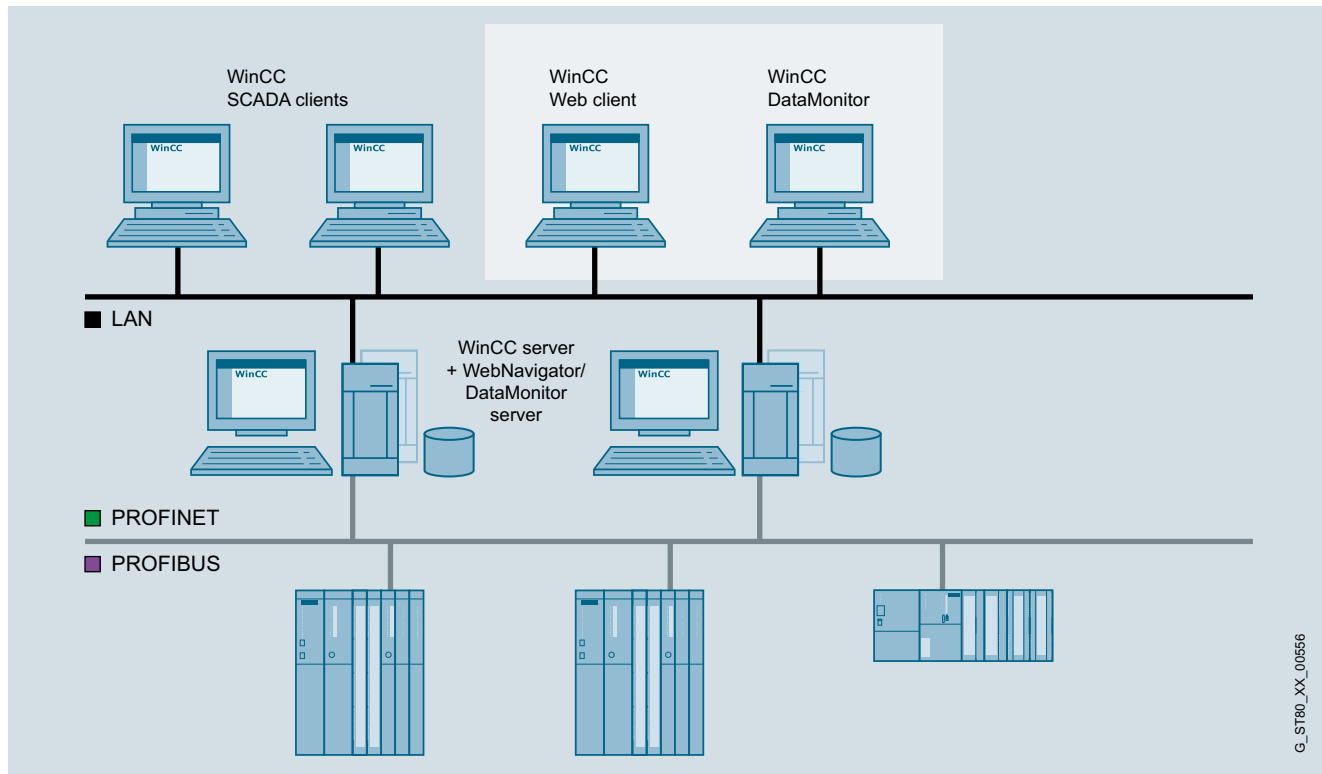 WinCC
SCADA clients
WinCC
Web client
WinCC
DataMonitor
WinCC
WinCC
WinCC
WinCC
LAN
WinCC server
+ WebNavigator/
DataMonitor
server
WinCC
WinCC
PROFINET
PROFIBUS
G_ST80_XX_00556